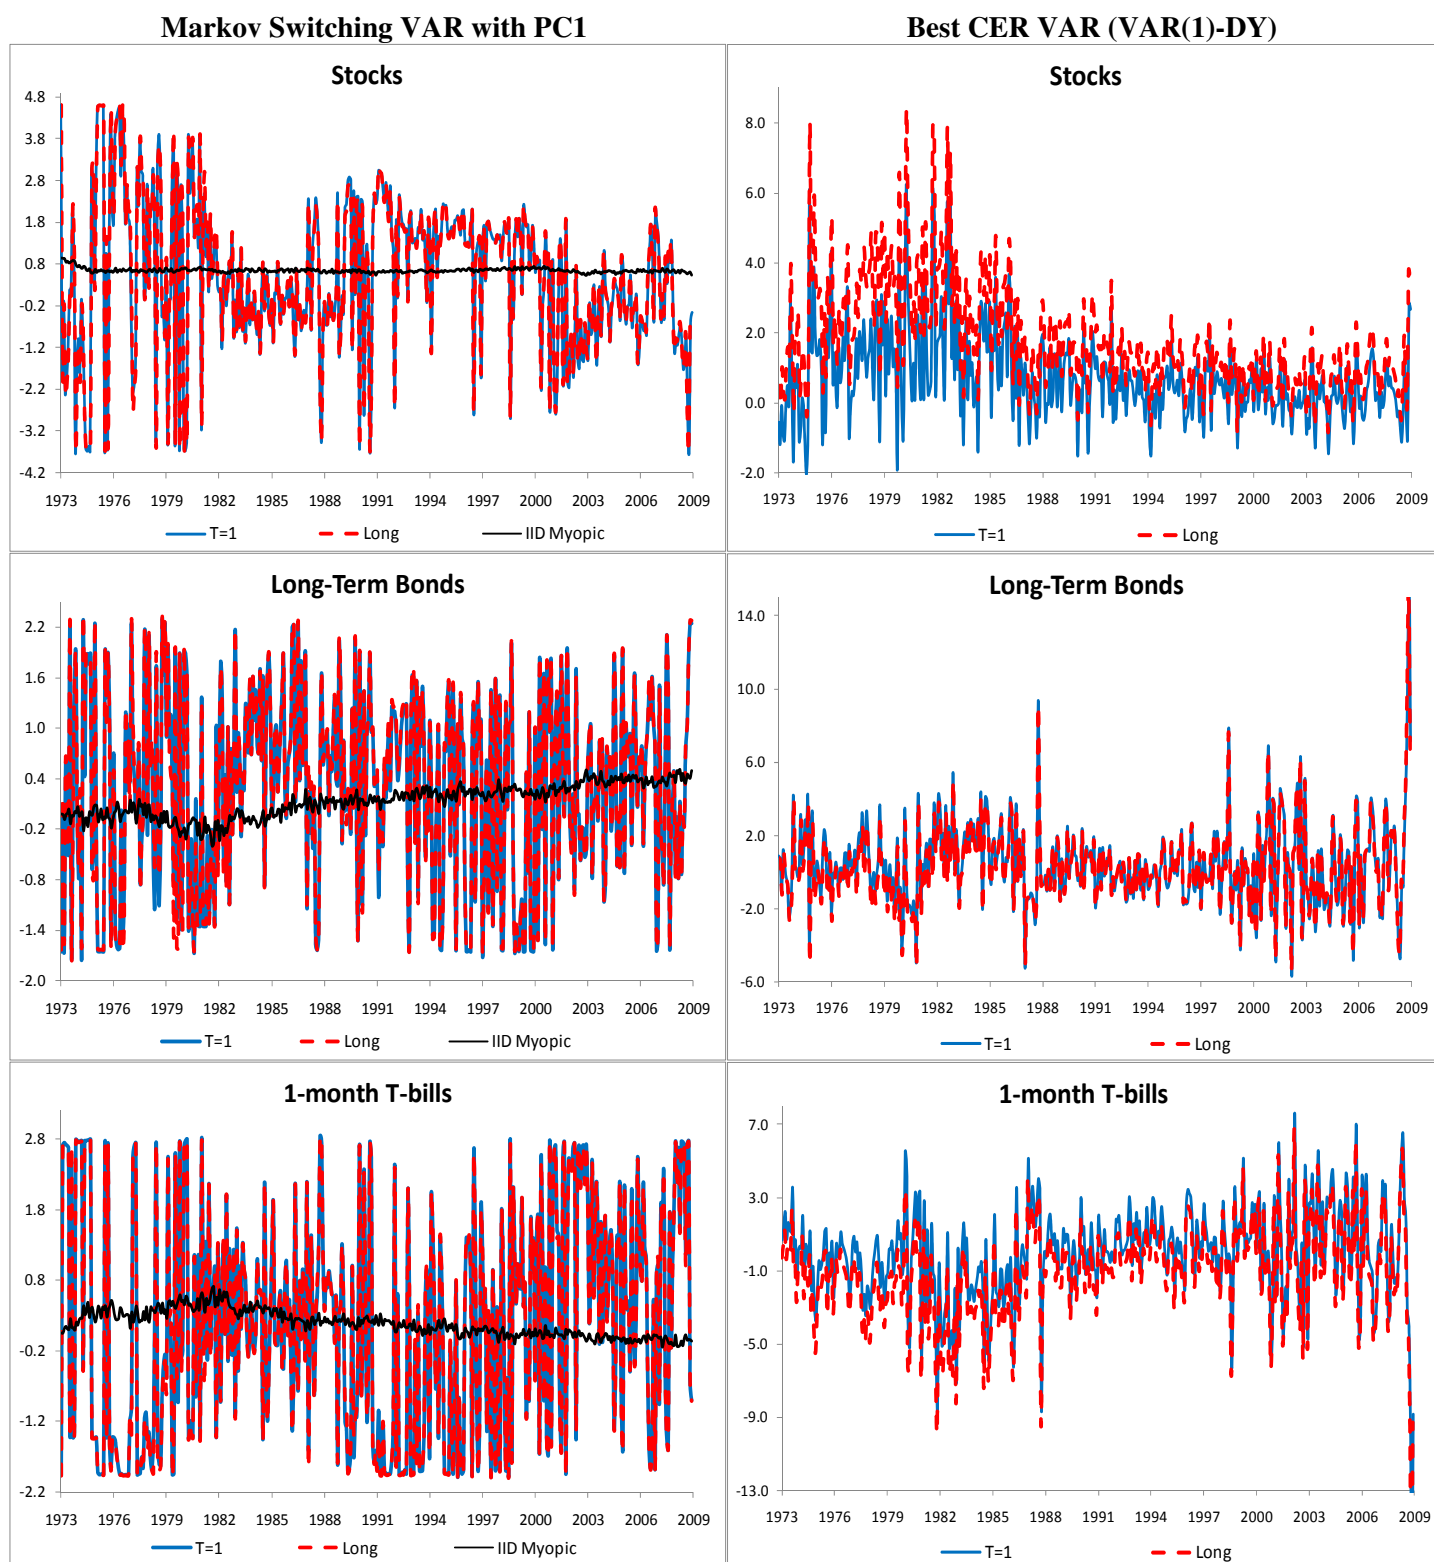 Markov Switching VAR with PC1
Best CER VAR (VAR(1)-DY)
Stocks
4.8
3.8
2.8
1.8
0.8
-0.2
-1.2
-2.2
-3.2
-4.2
1973 1976 1979 1982 1985 1988 1991 1994 1997 2000 2003 2006 2009
T=1 Long IID Myopic
Stocks
8.0
6.0
4.0
2.0
0.0
-2.0
1973 1976 1979 1982 1985 1988 1991 1994 1997 2000 2003 2006 2009
T=1 Long
Long-Term Bonds
2.2
1.6
1.0
0.4
-0.2
-0.8
-1.4
-2.0
1973 1976 1979 1982 1985 1988 1991 1994 1997 2000 2003 2006 2009
T=1 Long IID Myopic
Long-Term Bonds
14.0
10.0
6.0
2.0
-2.0
-6.0
1973 1976 1979 1982 1985 1988 1991 1994 1997 2000 2003 2006 2009
T=1 Long
1-month T-bills
2.8
1.8
0.8
-0.2
-1.2
-2.2
1973 1976 1979 1982 1985 1988 1991 1994 1997 2000 2003 2006 2009
T=1 Long IID Myopic
1-month T-bills
7.0
3.0
-1.0
-5.0
-9.0
-13.0
1973 1976 1979 1982 1985 1988 1991 1994 1997 2000 2003 2006 2009
T=1 Long